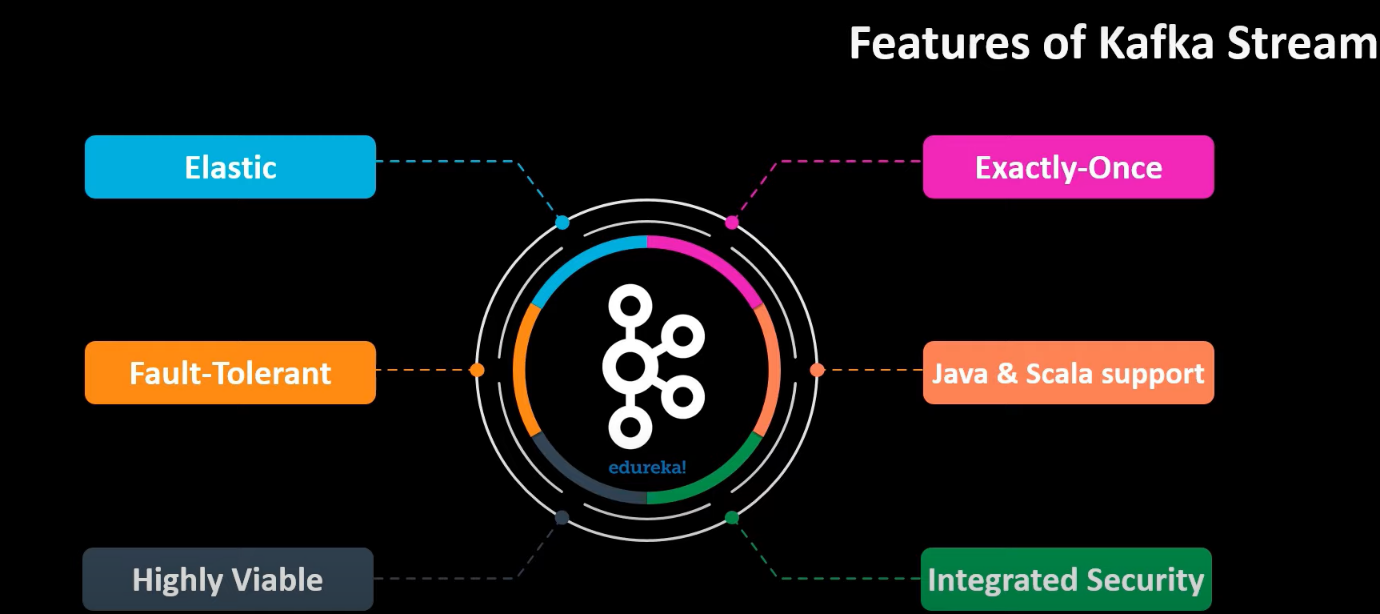 Features of Kafka Stream
Elastic
Exactly-Once
Fault-Tolerant
Java & Scala support
edureka!
Highly Viable
Integrated Security